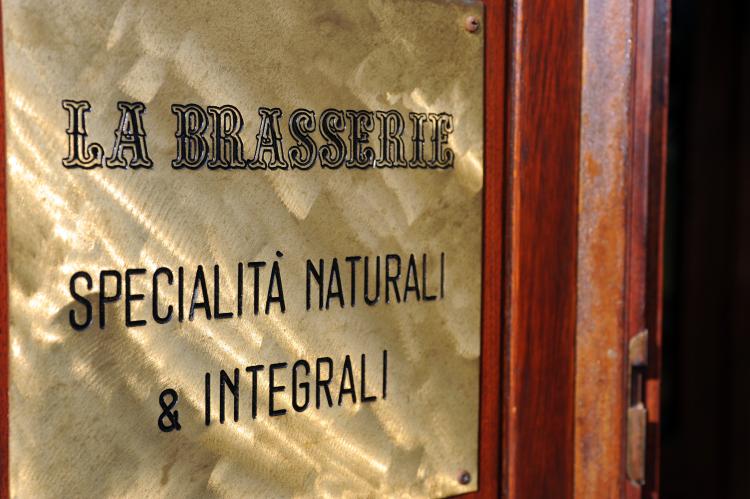 LA BRASSERIE
SPECIALITÀ NATURALI
& INTEGRALI